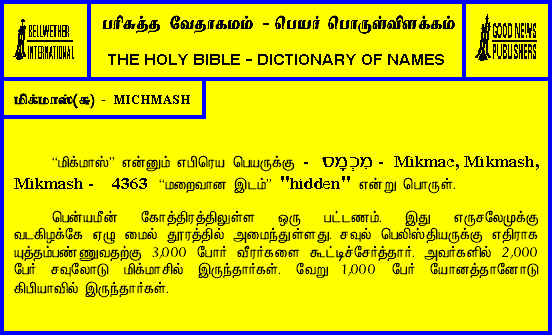 BELLWETHER
INTERNATIONAL
பரிசுத்த வேதாகமம் - பெயர் பொருள்விளக்கம்
THE HOLY BIBLE - DICTIONARY OF NAMES
GOOD NEWS
PUBLISHERS
மிக்மாஸ்(சு) - MICHMASH
“மிக்மாஸ்” என்னும் எபிரெய பெயருக்கு - מִכְמָס - Mikmac, Mikmash,
Mikmash - 4363 “மறைவான இடம்” "hidden" என்று பொருள்.
பென்யமீன் கோத்திரத்திலுள்ள ஒரு பட்டணம். இது எருசலேமுக்கு
வடகிழக்கே ஏழு மைல் தூரத்தில் அமைந்துள்ளது. சவுல் பெலிஸ்தியருக்கு எதிராக
யுத்தம்பண்ணுவதற்கு 3,000 போர் வீரர்களை கூட்டிச்சேர்த்தார். அவர்களில் 2,000
பேர் சவுலோடு மிக்மாசில் இருந்தார்கள். வேறு 1,000 பேர் யோனத்தானோடு
கிபியாவில் இருந்தார்கள்.